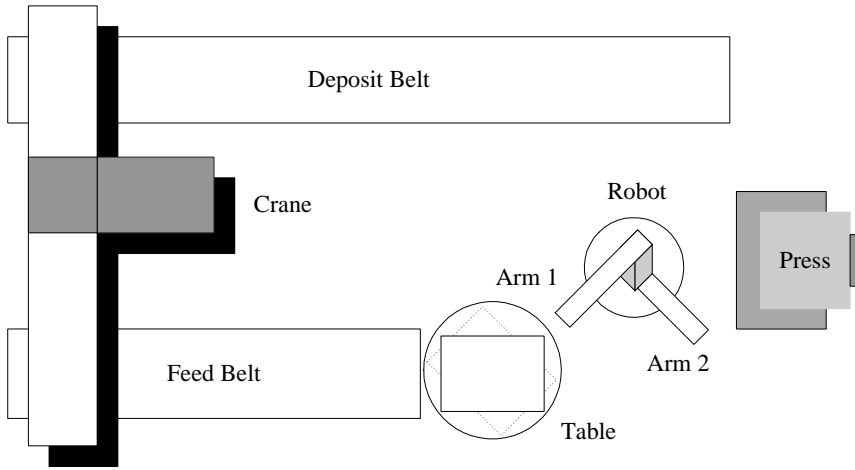 Deposit Belt
Robot
Crane
Press
Arm 1
Arm 2
Feed Belt
Table